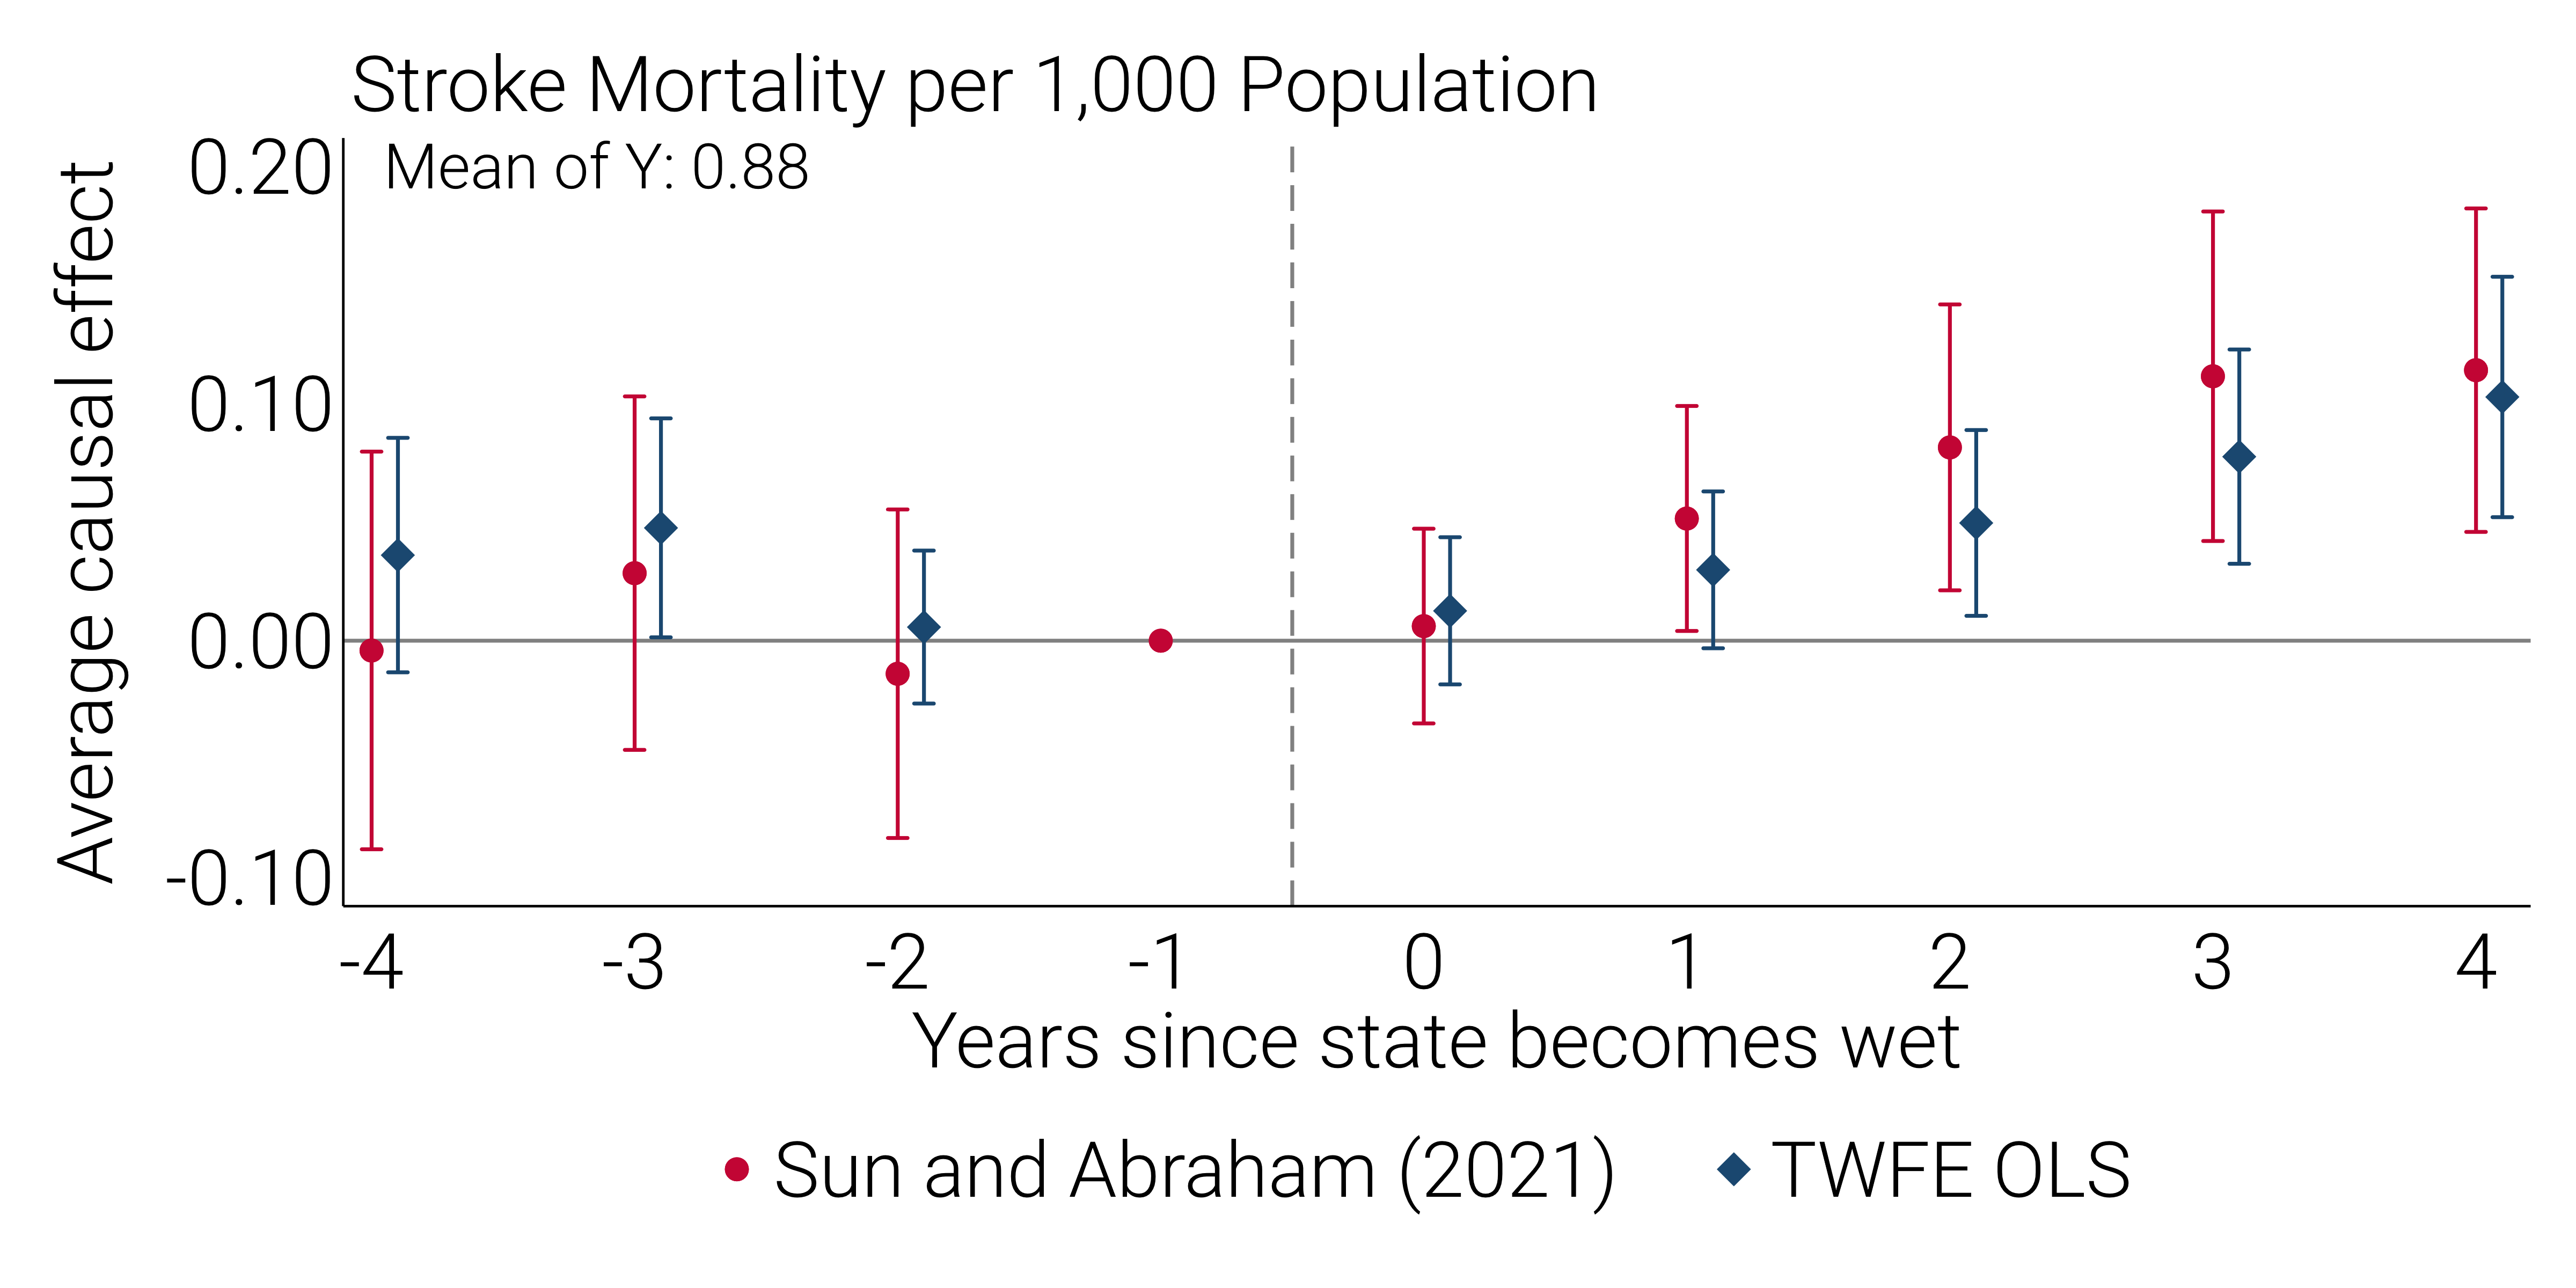 Stroke Mortality per 1,000 Population
Mean of Y: 0.88
Average causal effect
0.20
0.10
0.00
-0.10
-4 -3 -2 -1 0 1 2 3 4
Years since state becomes wet
Sun and Abraham (2021) TWFE OLS